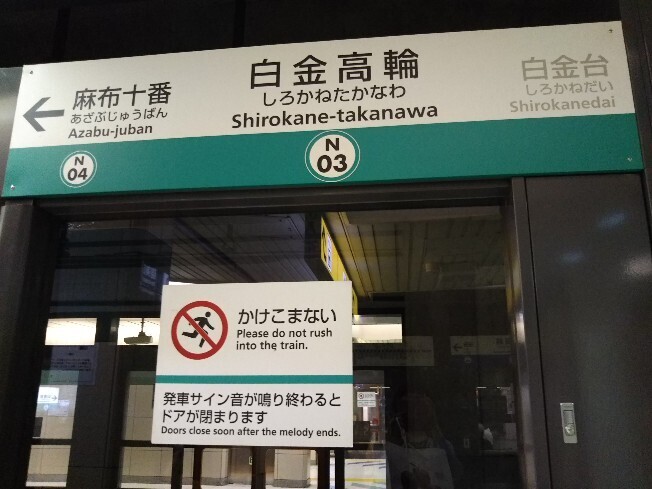 麻布十番
あざぶじゅうばん
Azabu-juban
N
04
白金高輪
しろかねたかなわ
Shirokane-takanawa
N
03
白金台
しろかねだい
Shirokanedai
かけこまない
Please do not rush
into the train.
発車サイン音が鳴り終わると
ドアが閉まります
Doors close soon after the melody ends.